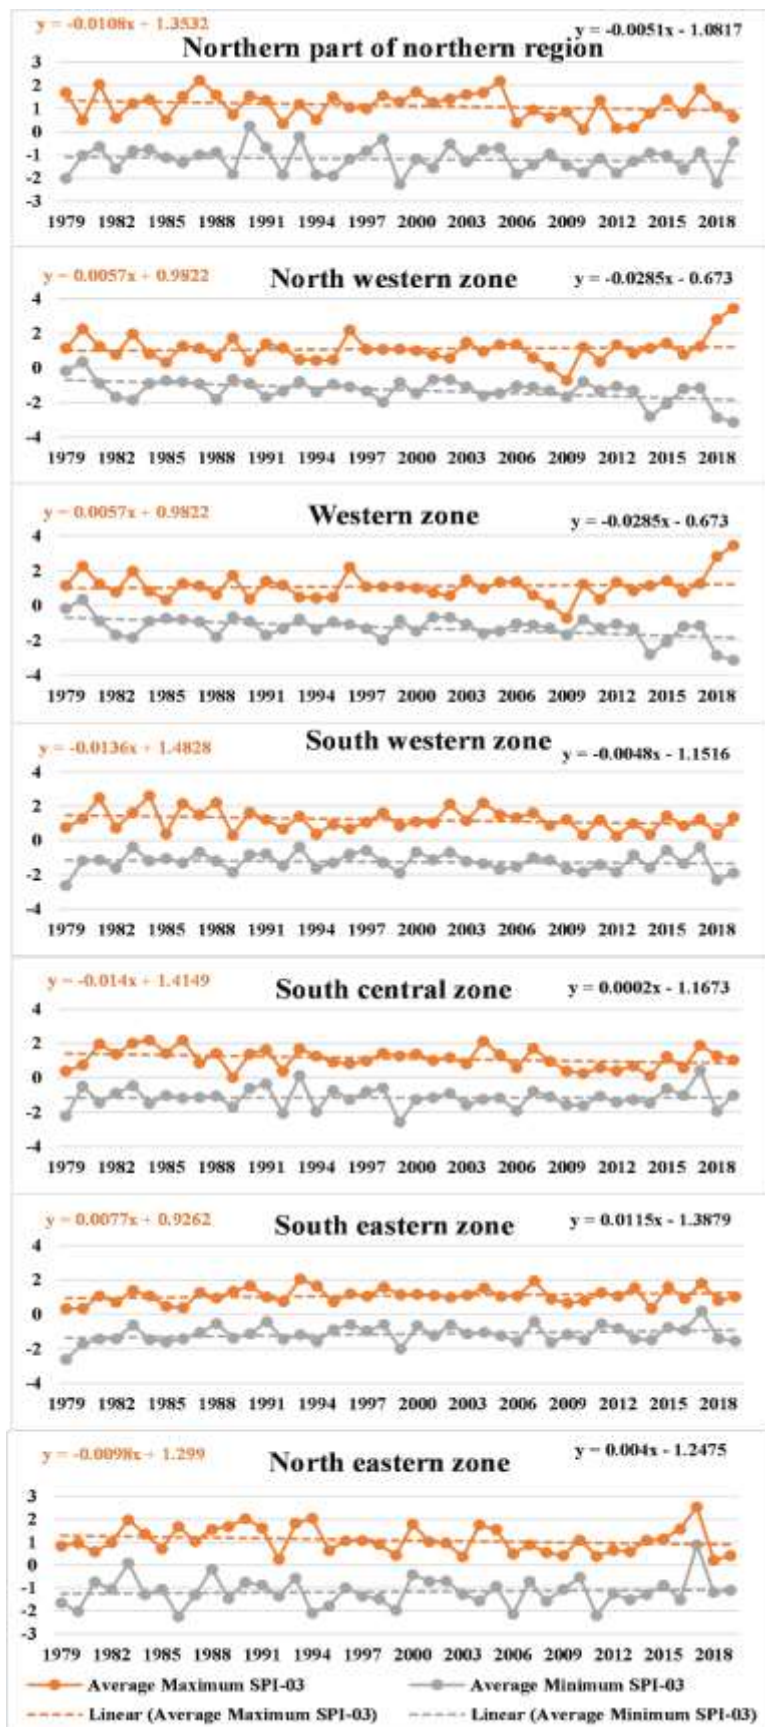 y = -0.0108x + 1.3532 y = -0.0051x - 1.0817
Northern part of northern region
3
2
1
0
-1
-2
-3
1979 1982 1985 1988 1991 1994 1997 2000 2003 2006 2009 2012 2015 2018
y = 0.0057x + 0.9822 North western zone y = -0.0285x - 0.673
4
2
0
-2
-4
1979 1982 1985 1988 1991 1994 1997 2000 2003 2006 2009 2012 2015 2018
y = 0.0057x + 0.9822 Western zone y = -0.0285x - 0.673
4
2
0
-2
-4
1979 1982 1985 1988 1991 1994 1997 2000 2003 2006 2009 2012 2015 2018
y = -0.0136x + 1.4828 South western zone y = -0.0048x - 1.1516
4
2
0
-2
-4
1979 1982 1985 1988 1991 1994 1997 2000 2003 2006 2009 2012 2015 2018
y = -0.014x + 1.4149 South central zone y = 0.0002x - 1.1673
4
2
0
-2
-4
1979 1982 1985 1988 1991 1994 1997 2000 2003 2006 2009 2012 2015 2018
y = 0.0077x + 0.9262 South eastern zone y = 0.0115x - 1.3879
4
2
0
-2
-4
1979 1982 1985 1988 1991 1994 1997 2000 2003 2006 2009 2012 2015 2018
y = -0.0098x + 1.299 North eastern zone y = 0.004x - 1.2475
3
2
1
0
-1
-2
-3
1979 1982 1985 1988 1991 1994 1997 2000 2003 2006 2009 2012 2015 2018
Average Maximum SPI-03 Average Minimum SPI-03
Linear (Average Maximum SPI-03) Linear (Average Minimum SPI-03)